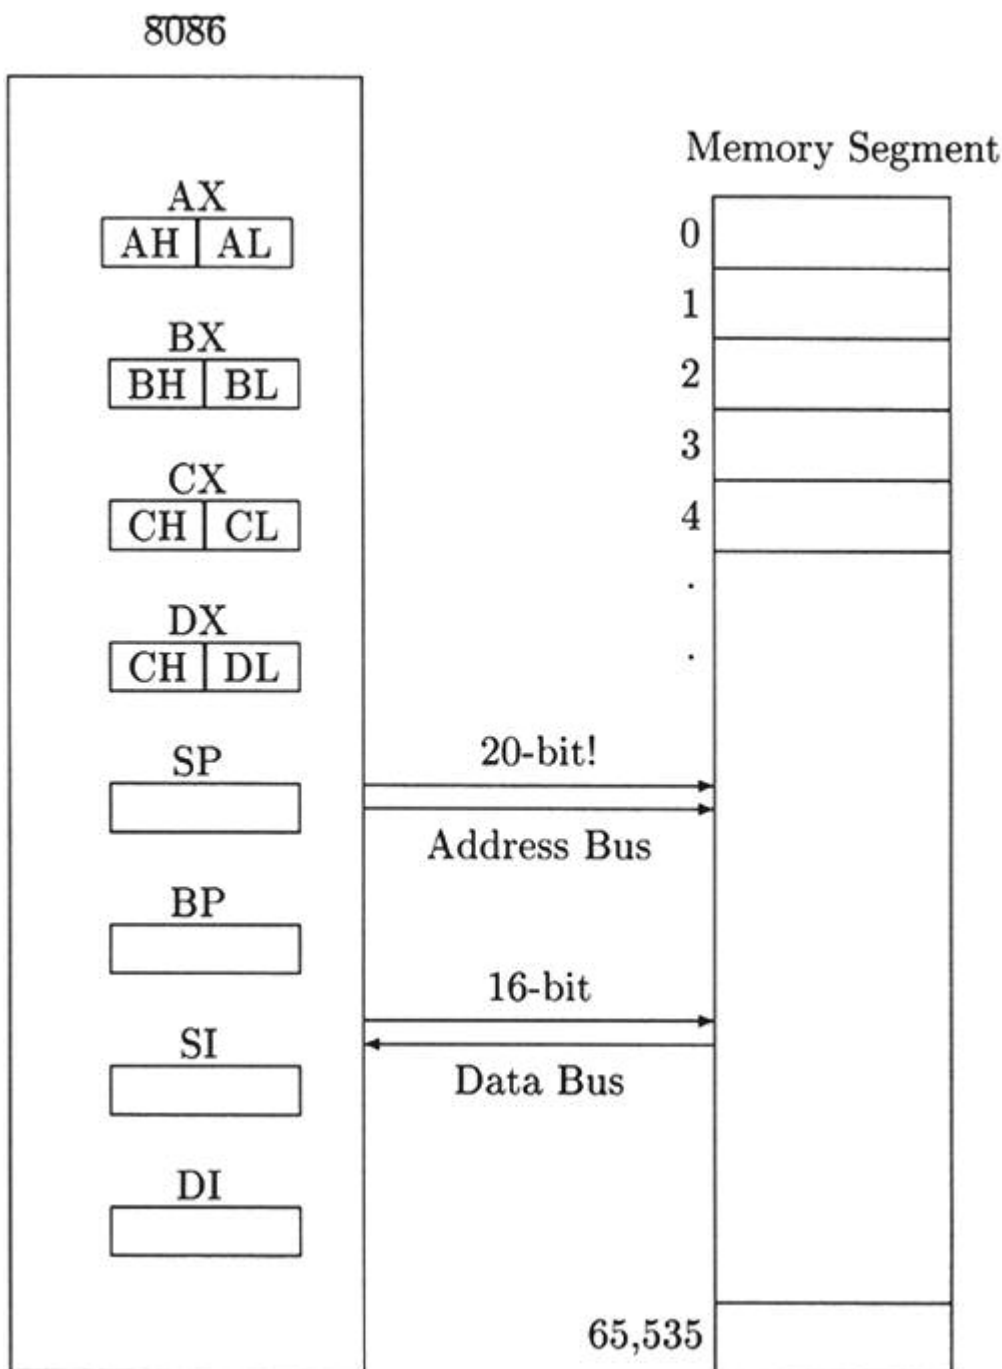 8086
AX
AH AL
BX
BH BL
CX
CH CL
DX
CH DL
SP
BP
SI
DI
20-bit!
Address Bus
16-bit
Data Bus
Memory Segment
0
1
2
3
4
.
.
65,535